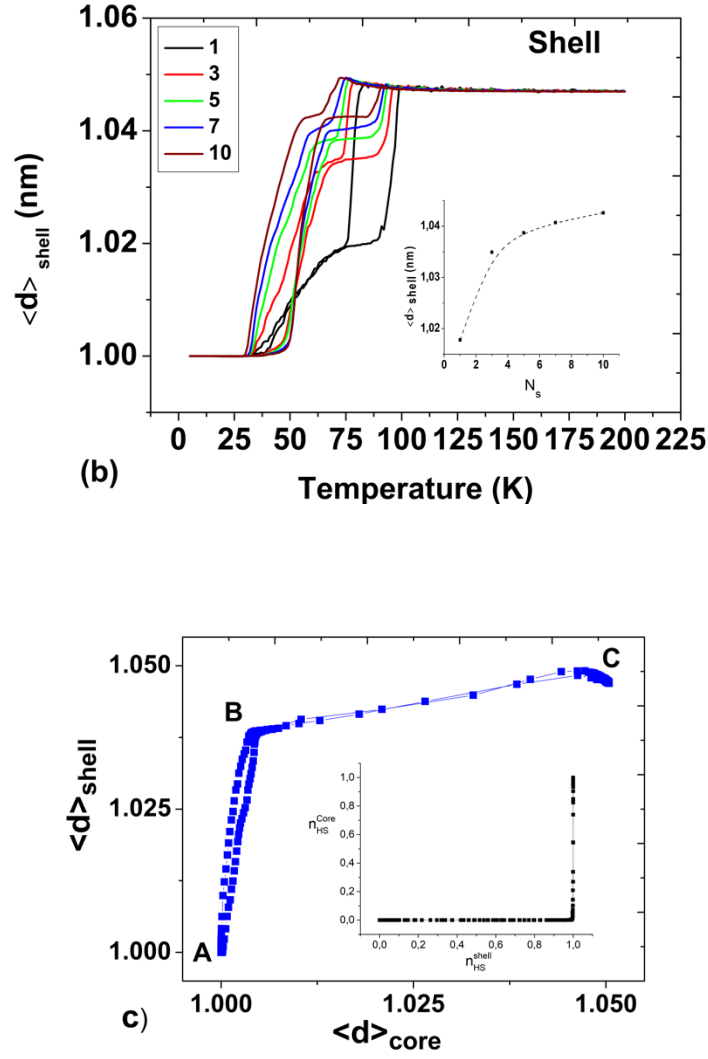 1.06
1
3
5
7
10
Shell
1.04
1.02
1.00
<d> shell (nm)
1,04
1,03
1,02
<d> shell (nm)
0 2 4 6 8 10
N s
0 25 50 75 100 125 150 175 200 225
(b)
Temperature (K)
1.050
1.025
1.000
<d> shell
A
B
C
1,0
0,8
0,6
0,4
0,2
0,0
n HS Core
0,0 0,2 0,4 0,6 0,8 1,0
n HS shell
1.000 1.025 1.050
c)
<d> core